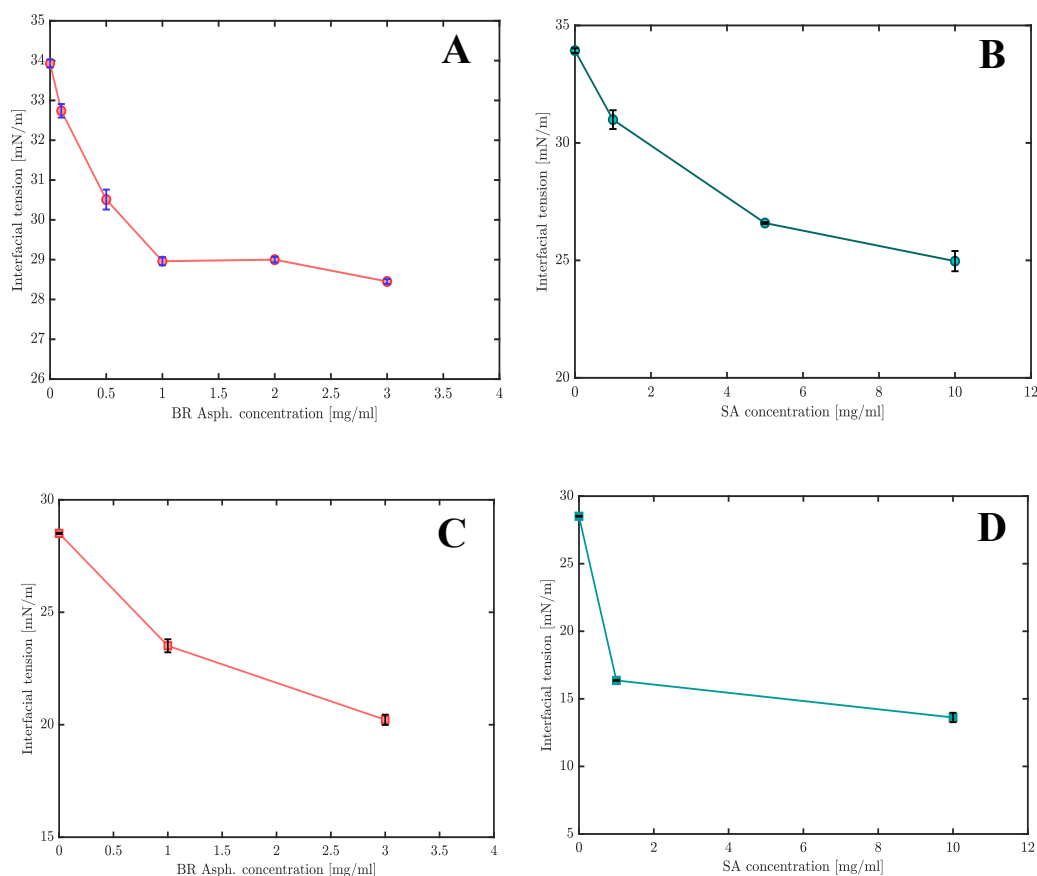 A
35
34
33
32
31
30
29
28
27
26
Interfacial tension [mN/m]
0 0.5 1 1.5 2 2.5 3 3.5 4
BR Asph. concentration [mg/ml]
B
35
30
25
20
Interfacial tension [mN/m]
0 2 4 6 8 10 12
SA concentration [mg/ml]
C
30
25
20
15
Interfacial tension [mN/m]
0 0.5 1 1.5 2 2.5 3 3.5 4
BR Asph. concentration [mg/ml]
D
30
25
20
15
10
5
Interfacial tension [mN/m]
0 2 4 6 8 10 12
SA concentration [mg/ml]